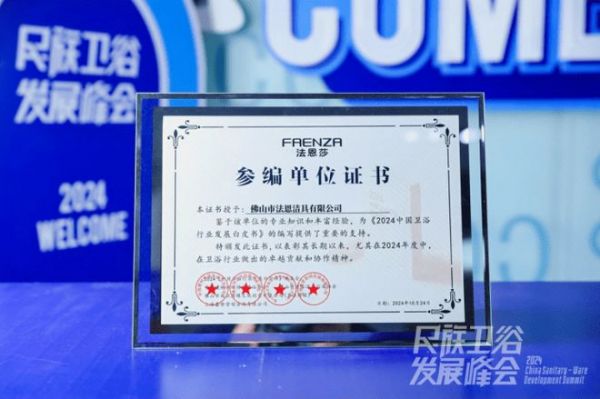 民族卫浴
发展峰会
2024
WELCOME
COME
FAENZA
法恩莎
参编单位证书
本证书授予：佛山市法恩洁具有限公司
鉴于该单位的专业知识和丰富经验，为《2024中国卫浴
行业发展白皮书》的编写提供了重要的支持。
特颁发此证书，以表彰其长期以来，尤其在2024年度中，
在卫浴行业做出的卓越贡献和协作精神。
民族卫浴
发展峰会
2024
China Sanitary - Ware
Development Summit